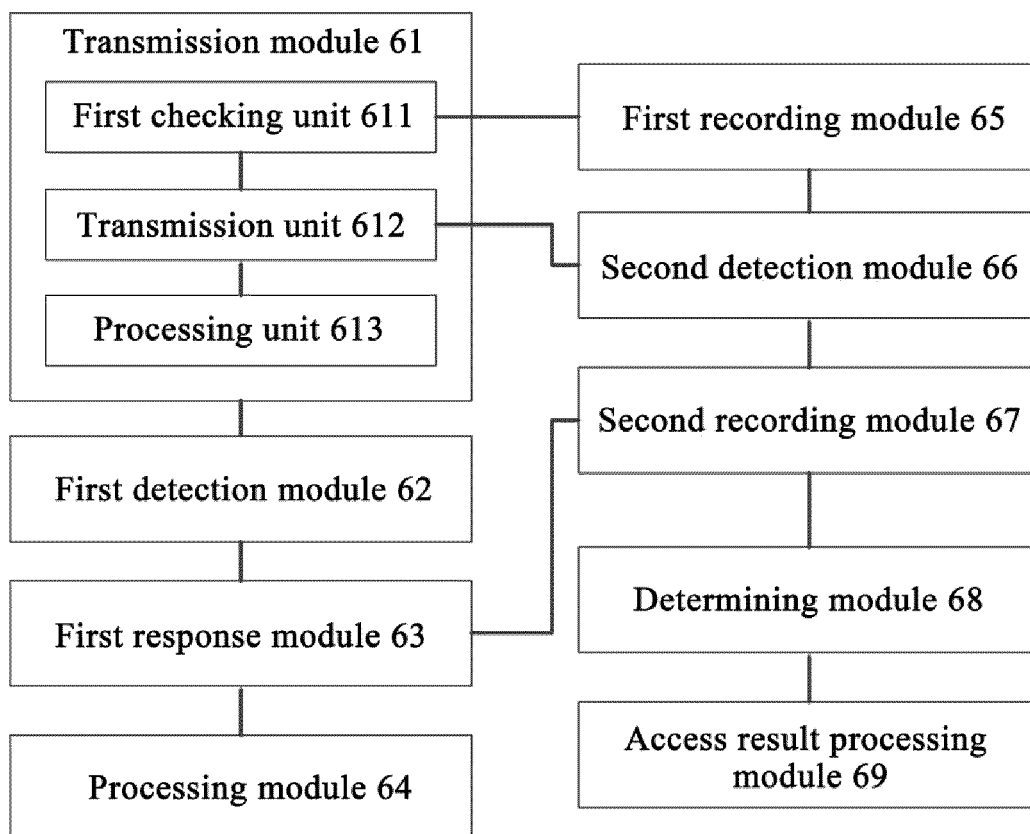 Transmission module 61
First checking unit 611
Transmission unit 612
Processing unit 613
First detection module 62
First response module 63
Processing module 64
First recording module 65
Second detection module 66
Second recording module 67
Determining module 68
Access result processing
module 69